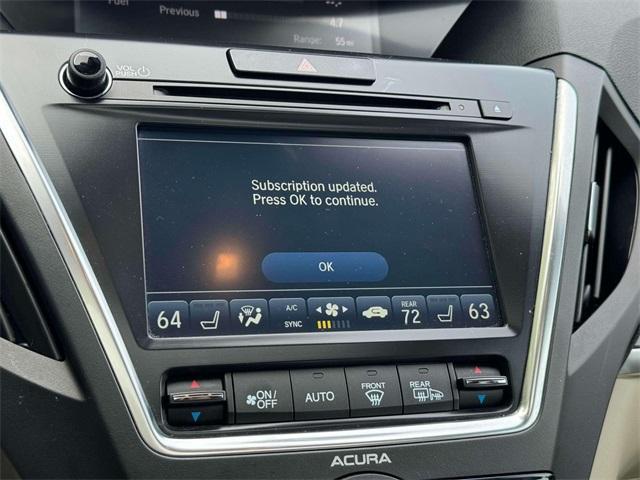 Fuel
Previous
4.7
Range: 55 mi
VOL
PUSH
Subscription updated.
Press OK to continue.
OK
64
A/C
SYNC
REAR
72
63
ON/
OFF
AUTO
FRONT
REAR
ACURA